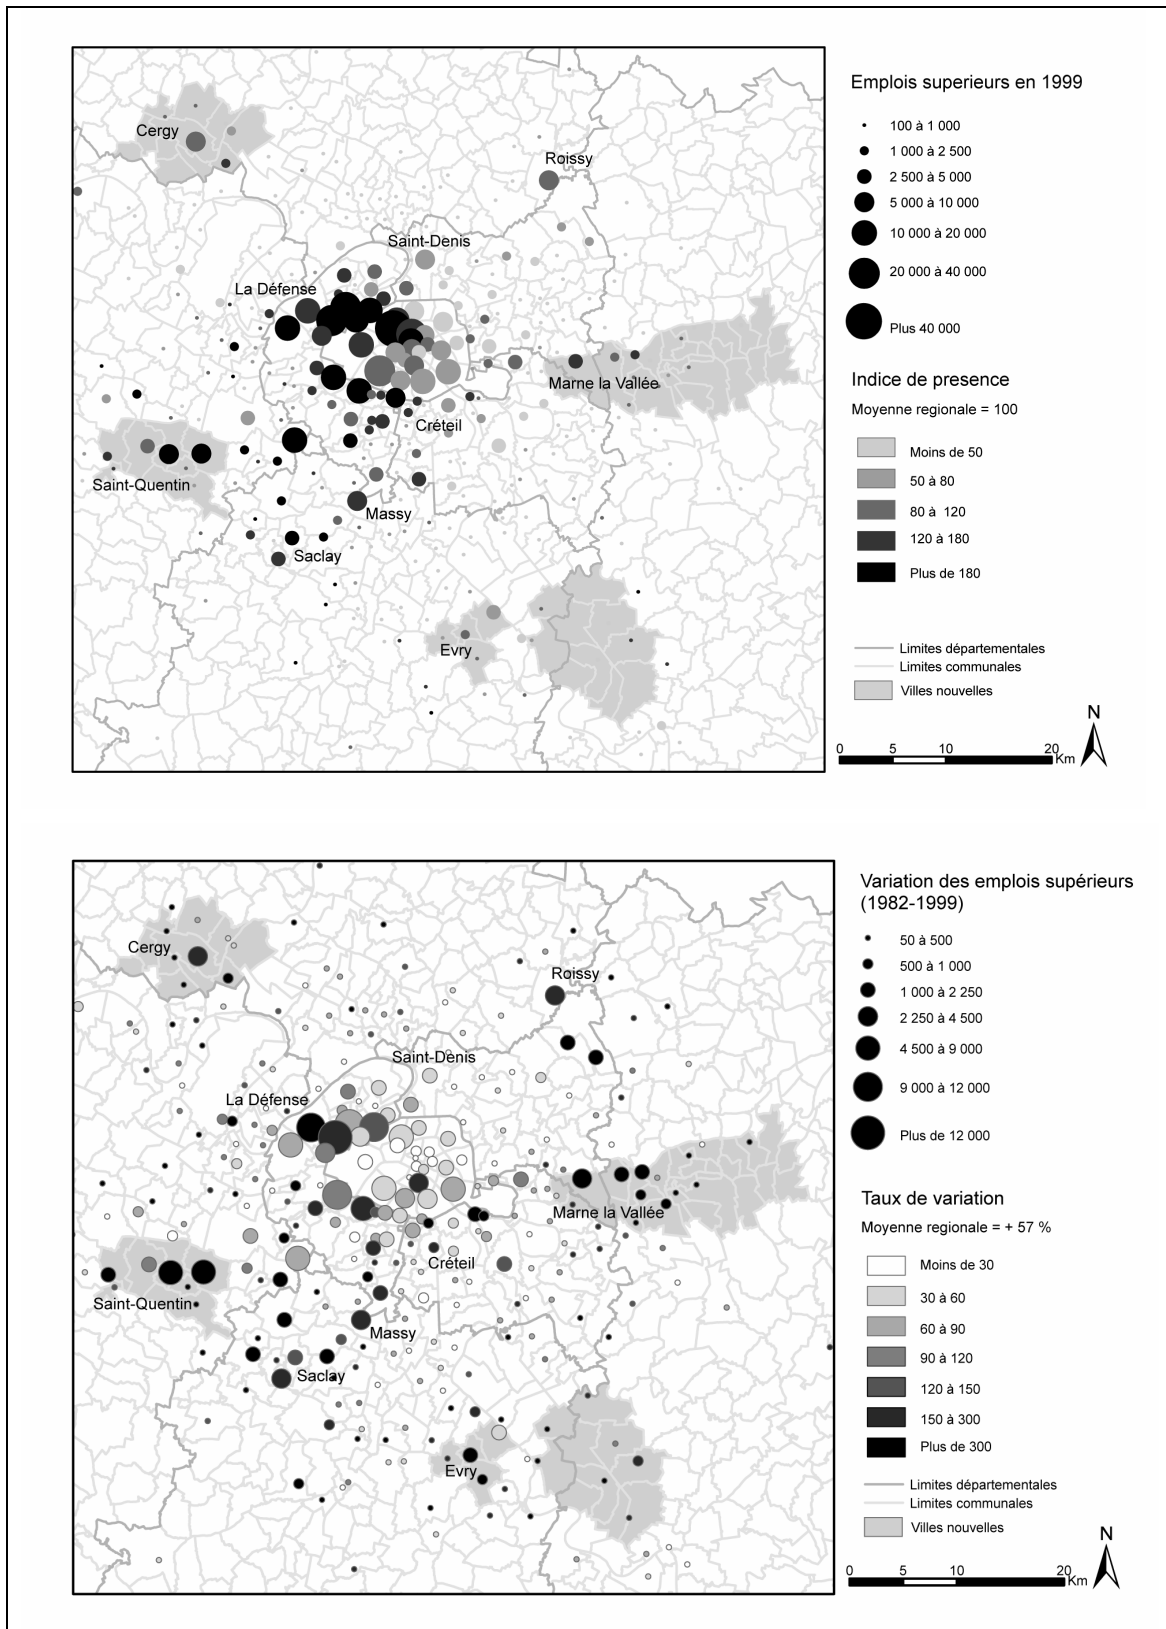 Emplois superieurs en 1999
100 à 1 000
1 000 à 2 500
2 500 à 5 000
5 000 à 10 000
10 000 à 20 000
20 000 à 40 000
Plus 40 000
Indice de presence
Moyenne regionale = 100
Moins de 50
50 à 80
80 à 120
120 à 180
Plus de 180
Limites départementales
Limites communales
Villes nouvelles
N
0 5 10 20
Km
Cergy
Roissy
Saint-Denis
La Défense
Marne la Vallée
Créteil
Saint-Quentin
Massy
Saclay
Evry
Variation des emplois supérieurs
(1982-1999)
50 à 500
500 à 1 000
1 000 à 2 250
2 250 à 4 500
4 500 à 9 000
9 000 à 12 000
Plus de 12 000
Taux de variation
Moyenne regionale = + 57 %
Moins de 30
30 à 60
60 à 90
90 à 120
120 à 150
150 à 300
Plus de 300
Limites départementales
Limites communales
Villes nouvelles
N
0 5 10 20
Km
Cergy
Roissy
Saint-Denis
La Défense
Marne la Vallée
Créteil
Saint-Quentin
Massy
Saclay
Evry